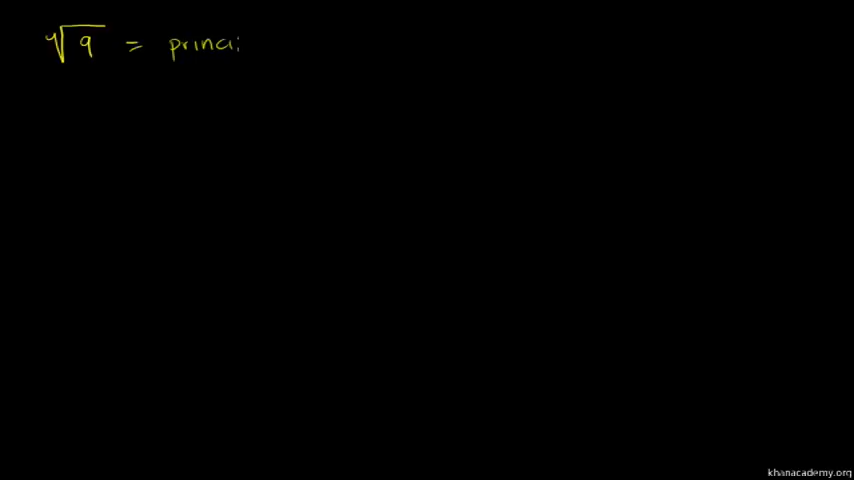 √9 = princi
khanacademy.org